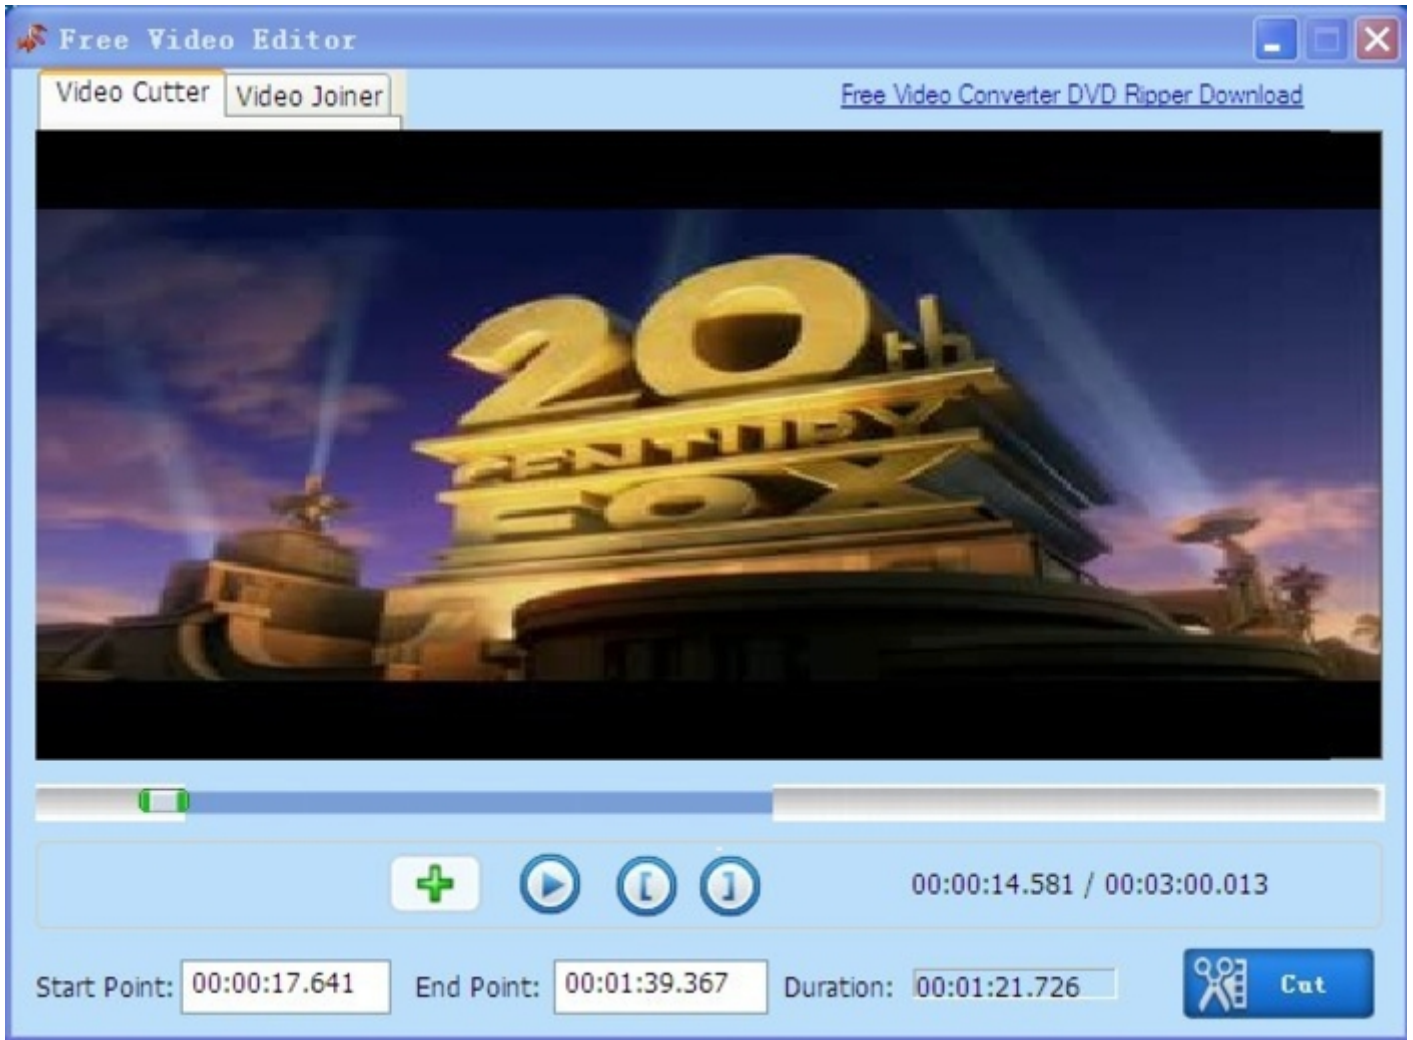 Free Video Editor
Video Cutter
Video Joiner
Free Video Converter DVD Ripper Download
20th
CENTURY
FOX
00:00:14.581 / 00:03:00.013
Start Point: 00:00:17.641 End Point: 00:01:39.367 Duration: 00:01:21.726 Cut